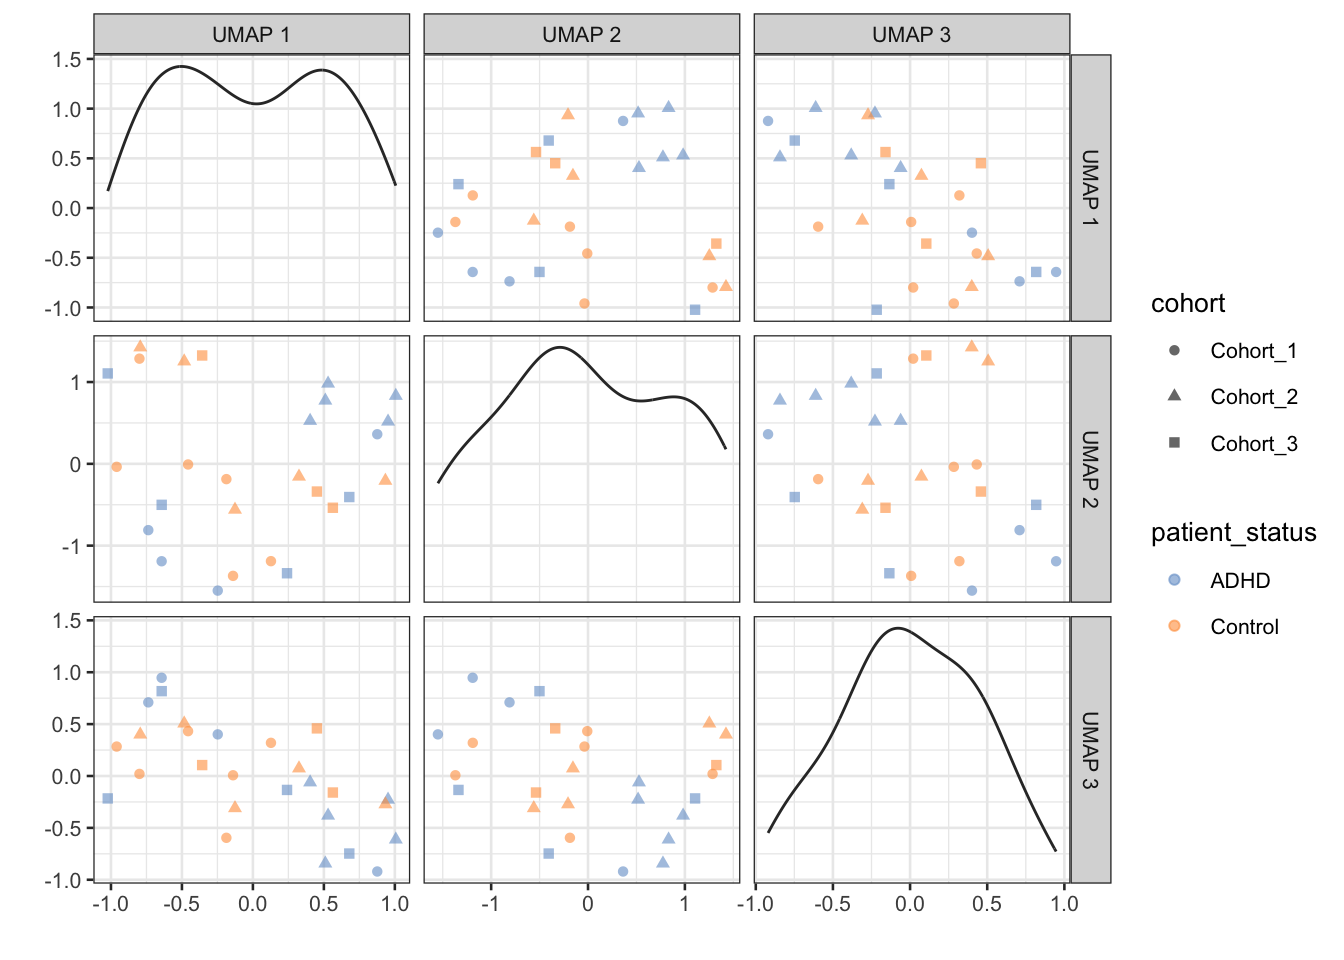 UMAP 1
UMAP 2
UMAP 3
1.5
1.0
0.5
0.0
-0.5
-1.0
UMAP 1
1
0
-1
UMAP 2
1.5
1.0
0.5
0.0
-0.5
-1.0
UMAP 3
-1.0 -0.5 0.0 0.5 1.0
-1 0 1
-1.0 -0.5 0.0 0.5 1.0
cohort
Cohort_1
Cohort_2
Cohort_3
patient_status
ADHD
Control